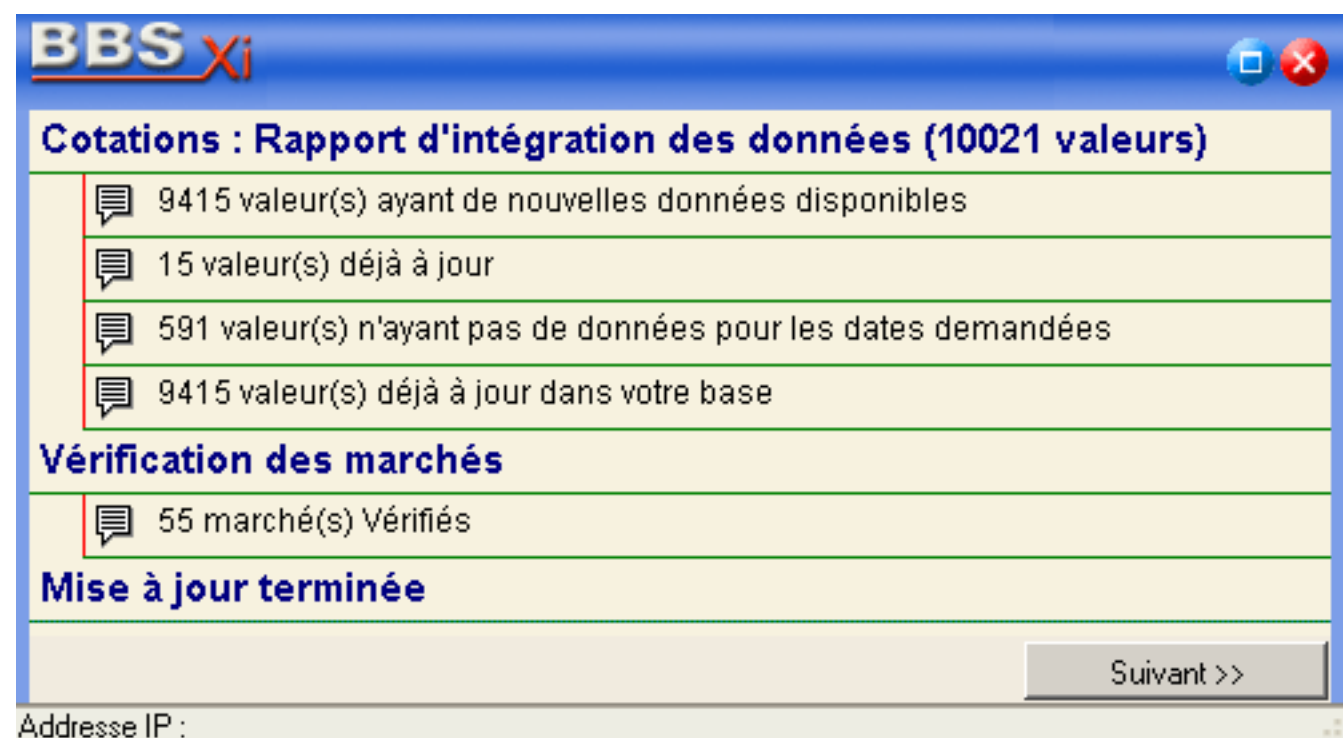 BBS Xi
Cotations : Rapport d'intégration des données (10021 valeurs)
9415 valeur(s) ayant de nouvelles données disponibles
15 valeur(s) déjà à jour
591 valeur(s) n'ayant pas de données pour les dates demandées
9415 valeur(s) déjà à jour dans votre base
Vérification des marchés
55 marché(s) Vérifiés
Mise à jour terminée
Suivant >>
Addresse IP :